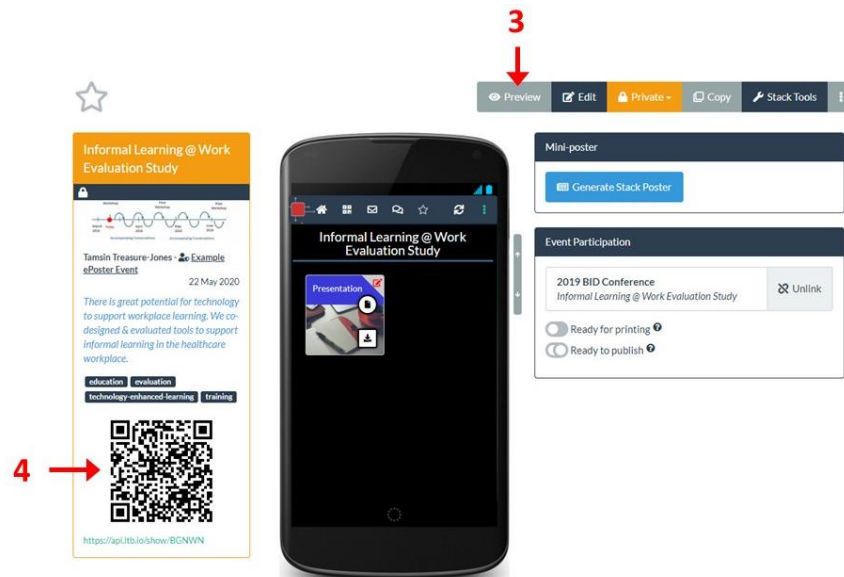 3
Preview
Edit
Private
Copy
Stack Tools
Informal Learning @ Work
Evaluation Study
Tamsin Treasure-Jones - Example
ePoster Event
22 May 2020
There is great potential for technology
to support workplace learning. We co-
designed & evaluated tools to support
informal learning in the healthcare
workplace.
education evaluation
technology-enhanced-learning training
4
https://api.ltb.io/show/BGNWN
Informal Learning @ Work
Evaluation Study
Presentation
Mini-poster
Generate Stack Poster
Event Participation
2019 BID Conference
Informal Learning @ Work Evaluation Study
Unlink
Ready for printing
Ready to publish